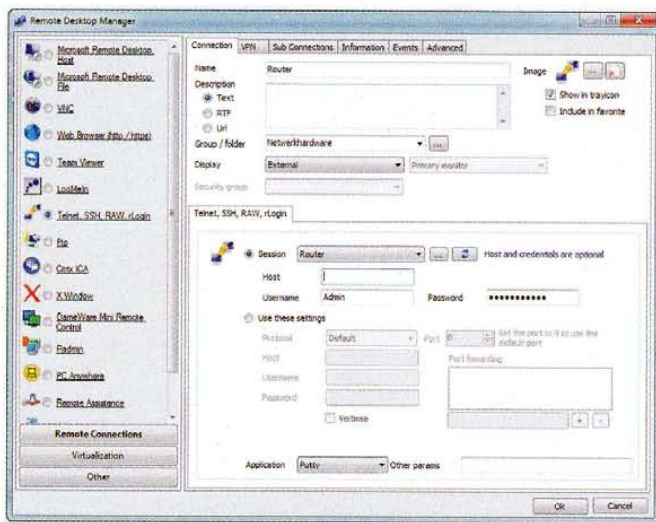 Remote Desktop Manager
Microsoft Remote Desktop
Host
Microsoft Remote Desktop
File
VNC
Web Browser (http / https)
Team Viewer
LogMeIn
Telnet, SSH, RAW, rLogin
Ftp
Citrix ICA
X Window
DameWare Mini Remote
Control
Radmin
PC Anywhere
Remote Assistance
Remote Connections
Virtualization
Other
Connection VPN Sub Connections Information Events Advanced
Name Router Image ...
Description
Text
RTF
Url
Show in trayicon
Include in favorite
Group / folder Netwerkhardware ...
Display External Primary monitor
Security group
Telnet, SSH, RAW, rLogin
Session Router ... Host and credentials are optional
Host
Username Admin Password •••••••••••
Use these settings
Protocol Default Port 0 Set the port to 0 to use the
default port
Host Port forwarding
Username
Password
Verbose + -
Application Putty Other params
Ok Cancel